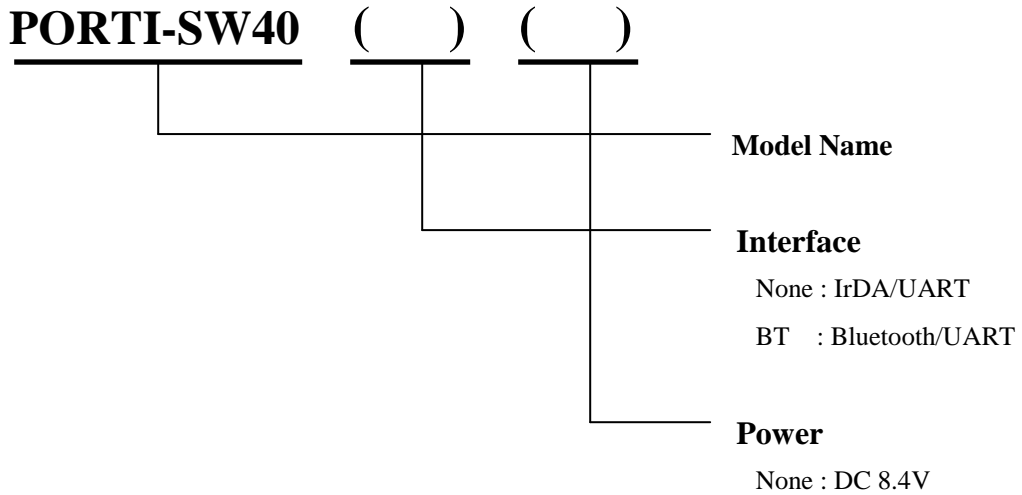 PORTI-SW40 ( ) ( )
Model Name
Interface
None : IrDA/UART
BT : Bluetooth/UART
Power
None : DC 8.4V